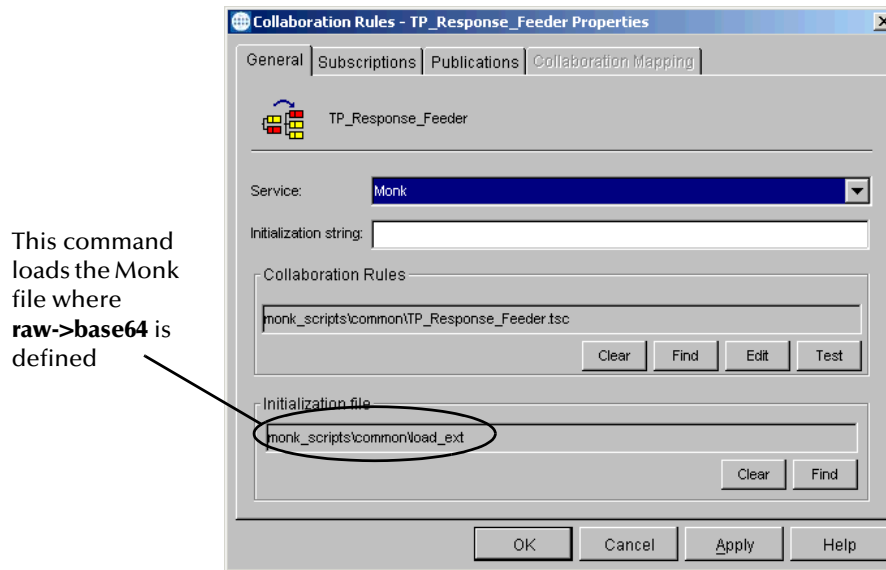 Collaboration Rules - TP_Response_Feeder Properties
General Subscriptions Publications Collaboration Mapping
TP_Response_Feeder
Service: Monk
Initialization string:
Collaboration Rules
monk_scripts\common\TP_Response_Feeder.tsc
Clear Find Edit Test
This command
loads the Monk
file where
raw->base64 is
defined
Initialization file
monk_scripts\common\load_ext
Clear Find
OK Cancel Apply Help